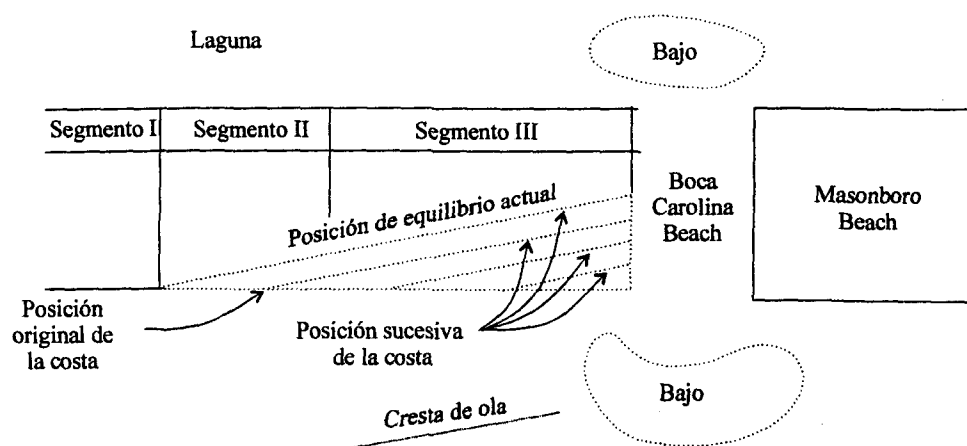 Laguna
Bajo
Segmento I
Segmento II
Segmento III
Posición de equilibrio actual
Boca
Carolina
Beach
Masonboro
Beach
Posición
original de
la costa
Posición sucesiva
de la costa
Bajo
Cresta de ola